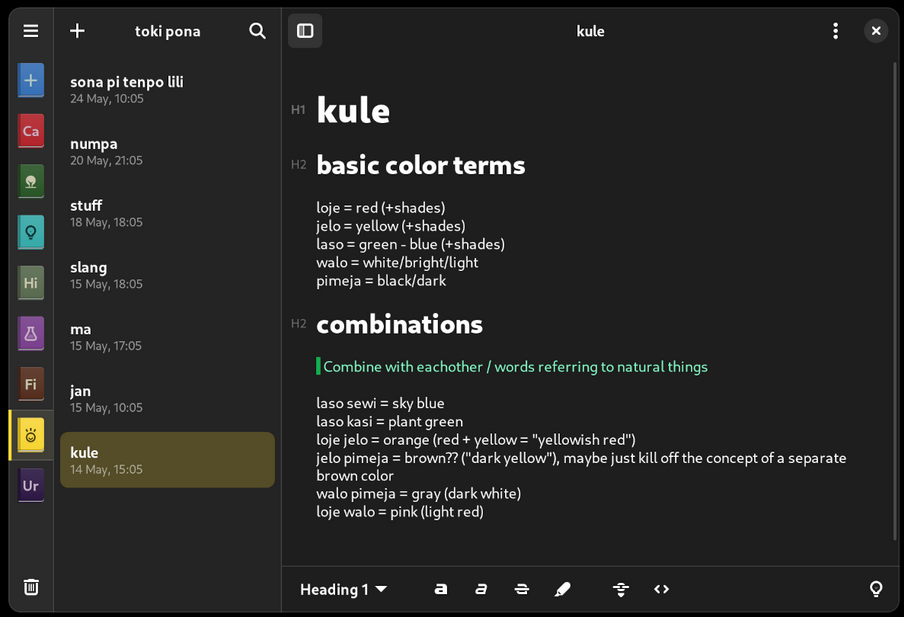 toki pona
kule
Ca
Hi
Fi
Ur
sona pi tenpo lili
24 May, 10:05
numpa
20 May, 21:05
stuff
18 May, 18:05
slang
15 May, 18:05
ma
15 May, 17:05
jan
15 May, 10:05
kule
14 May, 15:05
H1 kule
H2 basic color terms
loje = red (+shades)
jelo = yellow (+shades)
laso = green - blue (+shades)
walo = white/bright/light
pimeja = black/dark
H2 combinations
Combine with eachother / words referring to natural things
laso sewi = sky blue
laso kasi = plant green
loje jelo = orange (red + yellow = "yellowish red")
jelo pimeja = brown?? ("dark yellow"), maybe just kill off the concept of a separate
brown color
walo pimeja = gray (dark white)
loje walo = pink (light red)
Heading 1
a
a